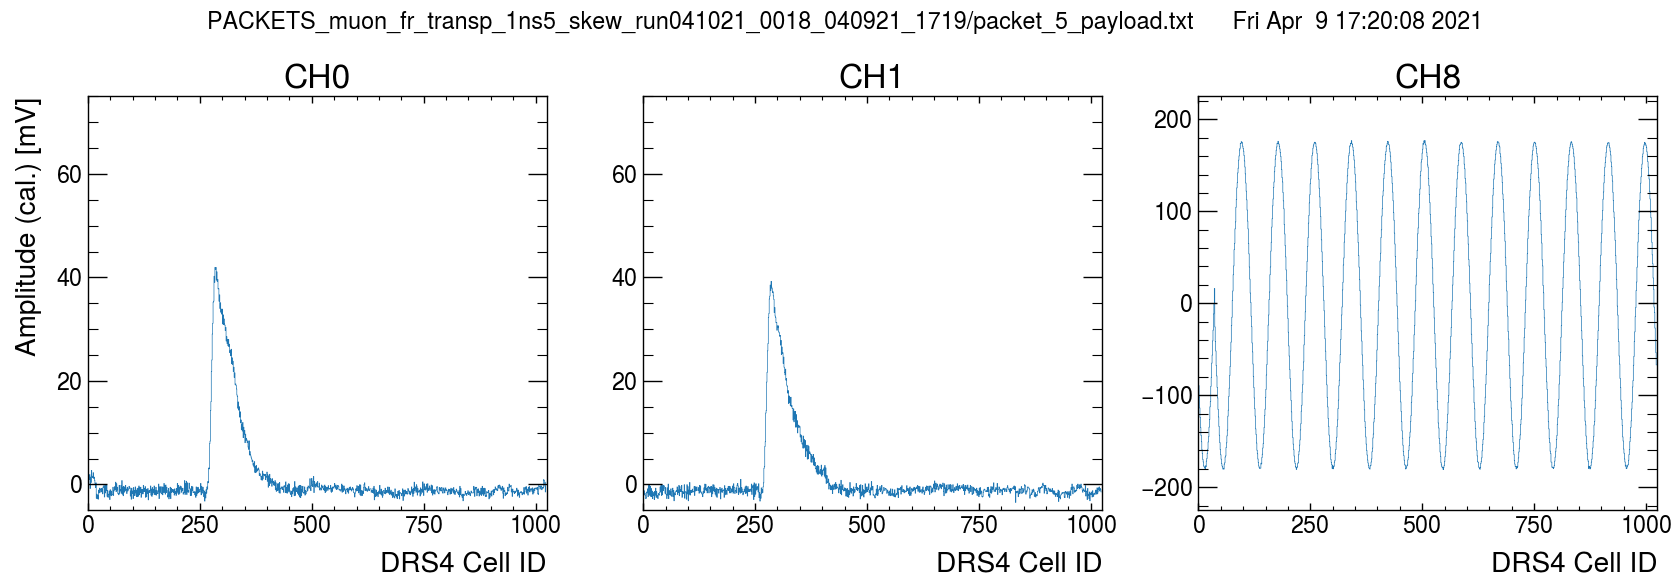 PACKETS_muon_fr_transp_1ns5_skew_run041021_0018_040921_1719/packet_5_payload.txt Fri Apr 9 17:20:08 2021
CH0 CH1 CH8
Amplitude (cal.) [mV]
60 40 20 0
0 250 500 750 1000
DRS4 Cell ID
60 40 20 0
0 250 500 750 1000
DRS4 Cell ID
200 100 0 −100 −200
0 250 500 750 1000
DRS4 Cell ID